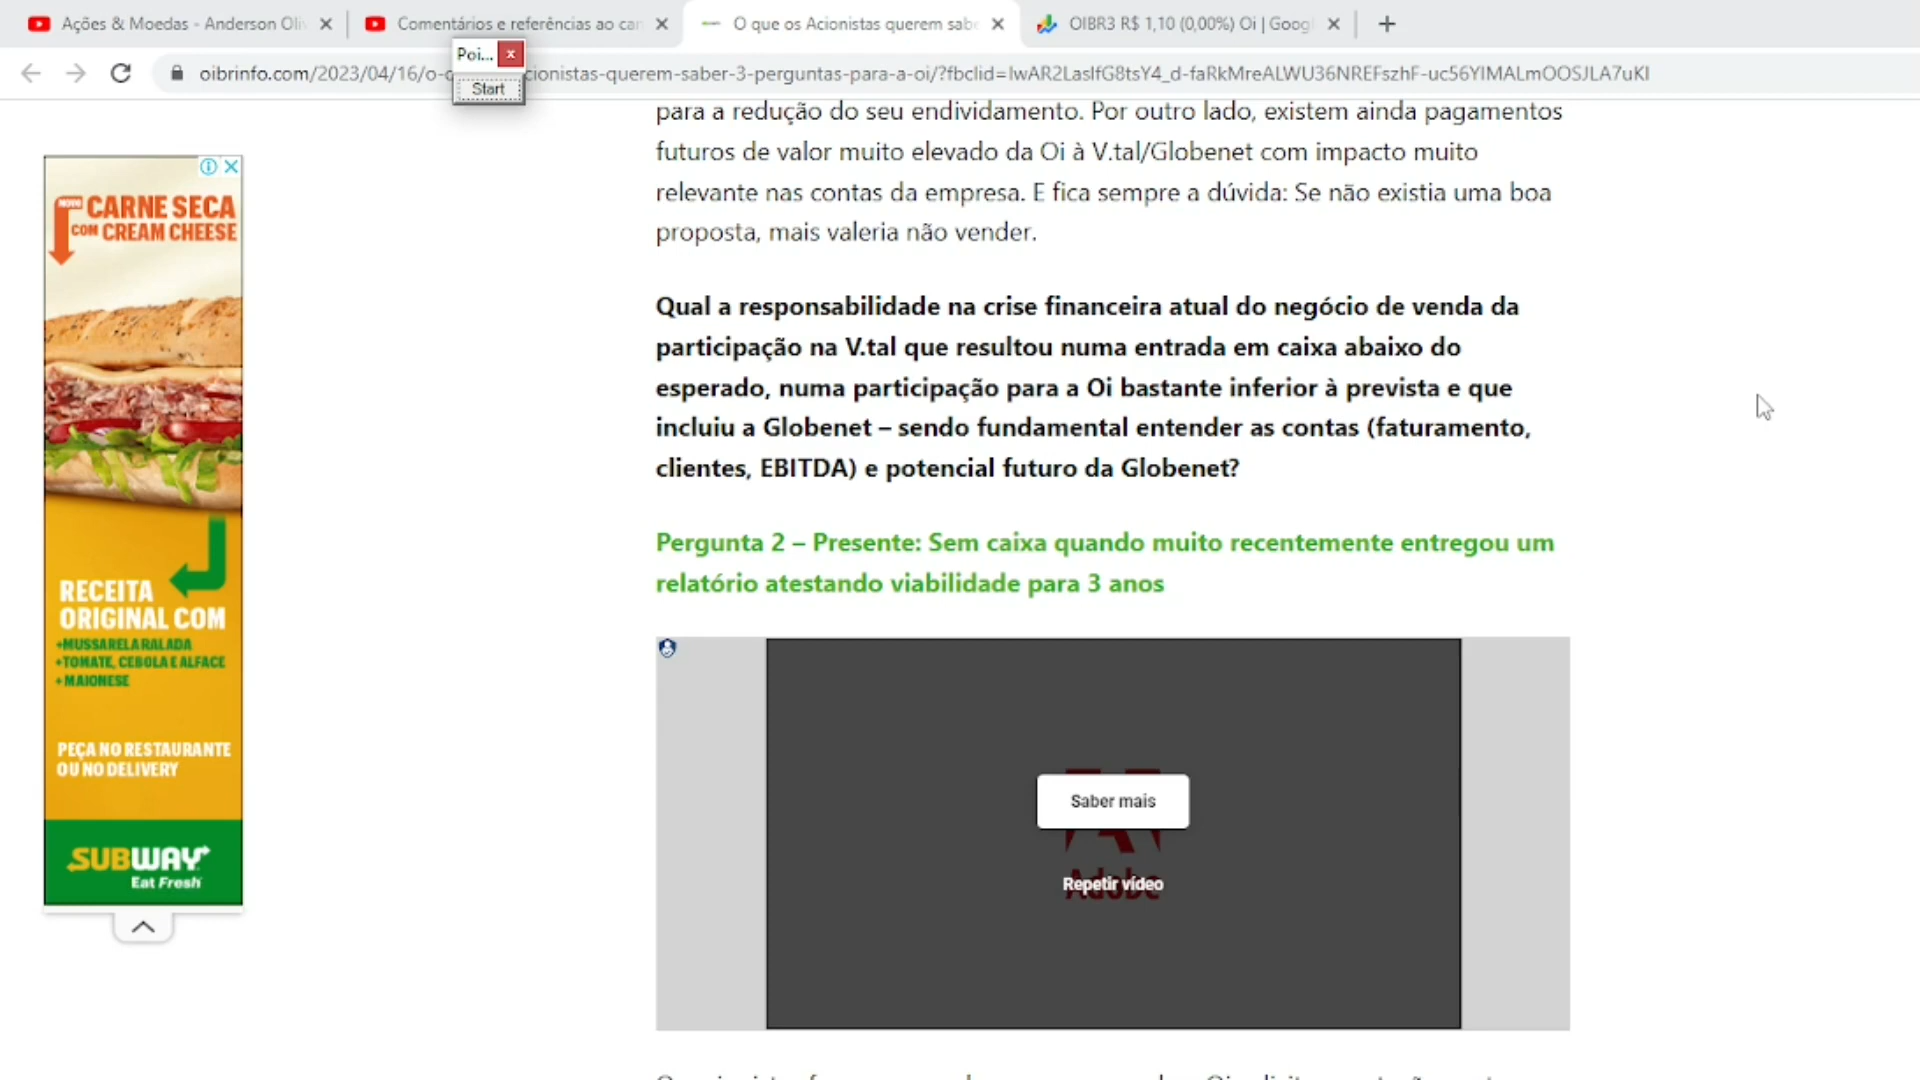 Ações & Moedas - Anderson Oli
Comentários e referências ao can
O que os Acionistas querem sabe
OIBR3 R$ 1,10 (0,00%) Oi | Goog
Poi...
Start
oibrinfo.com/2023/04/16/o-
cionistas-querem-saber-3-perguntas-para-a-oi/?fbclid=
para a redução do seu endividamento. Por outro lado, existem ainda pagamentos
futuros de valor muito elevado da Oi à V.tal/Globenet com impacto muito
relevante nas contas da empresa. E fica sempre a dúvida: Se não existia uma boa
proposta, mais valeria não vender.
Qual a responsabilidade na crise financeira atual do negócio de venda da
participação na V.tal que resultou numa entrada em caixa abaixo do
esperado, numa participação para a Oi bastante inferior à prevista e que
incluiu a Globenet – sendo fundamental entender as contas (faturamento,
clientes, EBITDA) e potencial futuro da Globenet?
Pergunta 2 – Presente: Sem caixa quando muito recentemente entregou um
relatório atestando viabilidade para 3 anos
Saber mais
Repetir vídeo
Adobe
NOVO
CARNE SECA
COM CREAM CHEESE
RECEITA
ORIGINAL COM
+MUSSARELA RALADA
+TOMATE, CEBOLA E ALFACE
+MAIONESE
PEÇA NO RESTAURANTE
OU NO DELIVERY
SUBWAY
Eat Fresh